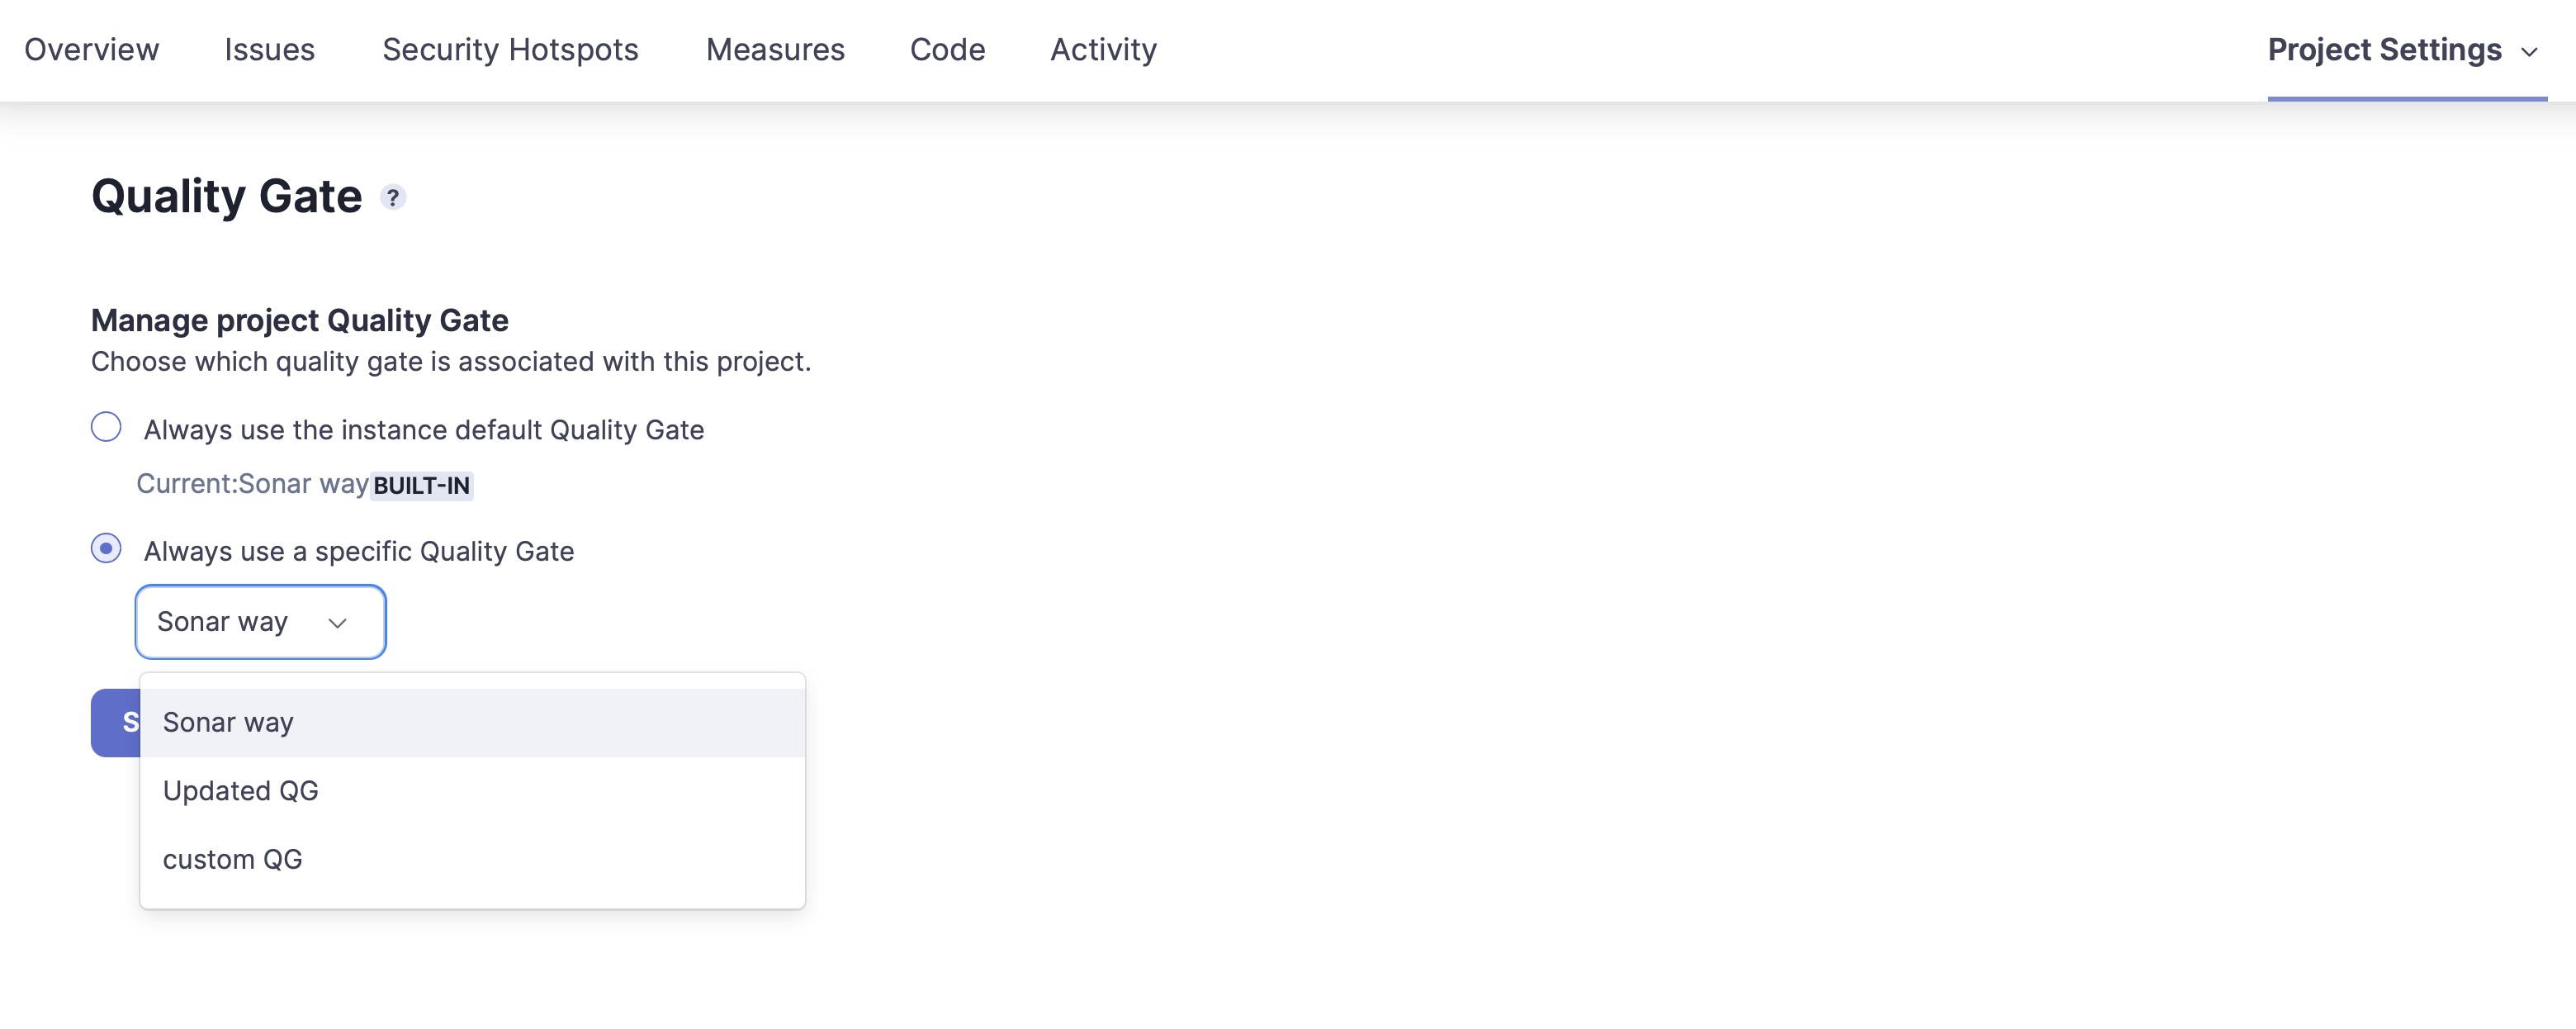 Overview Issues Security Hotspots Measures Code Activity Project Settings
Quality Gate ?
Manage project Quality Gate
Choose which quality gate is associated with this project.
Always use the instance default Quality Gate
Current:Sonar way BUILT-IN
Always use a specific Quality Gate
Sonar way
S
Sonar way
Updated QG
custom QG